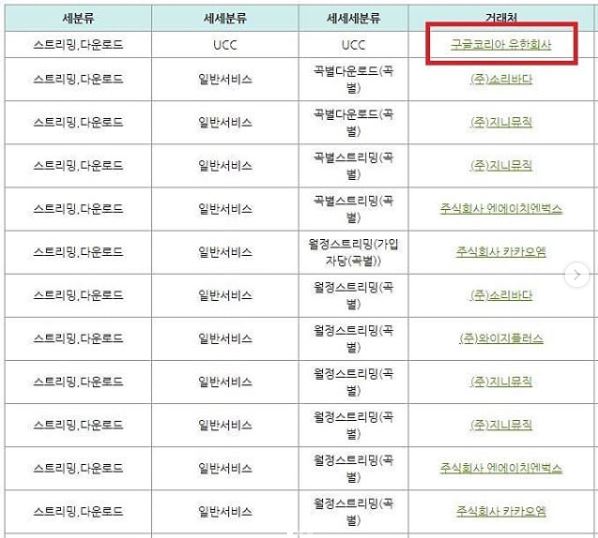 세분류 세세분류 세세세분류 거래처
스트리밍,다운로드 UCC UCC 구글코리아 유한회사
스트리밍,다운로드 일반서비스 곡별다운로드(곡
별) (주)소리바다
스트리밍,다운로드 일반서비스 곡별다운로드(곡
별) (주)지니뮤직
스트리밍,다운로드 일반서비스 곡별스트리밍(곡
별) (주)지니뮤직
스트리밍,다운로드 일반서비스 곡별스트리밍(곡
별) 주식회사 엔에이치엔벅스
스트리밍,다운로드 일반서비스 월정스트리밍(가입
자당(곡별)) 주식회사 카카오엠
스트리밍,다운로드 일반서비스 월정스트리밍(곡
별) (주)소리바다
스트리밍,다운로드 일반서비스 월정스트리밍(곡
별) (주)와이지플러스
스트리밍,다운로드 일반서비스 월정스트리밍(곡
별) (주)지니뮤직
스트리밍,다운로드 일반서비스 월정스트리밍(곡
별) (주)지니뮤직
스트리밍,다운로드 일반서비스 월정스트리밍(곡
별) 주식회사 엔에이치엔벅스
스트리밍,다운로드 일반서비스 월정스트리밍(곡
별) 주식회사 카카오엠